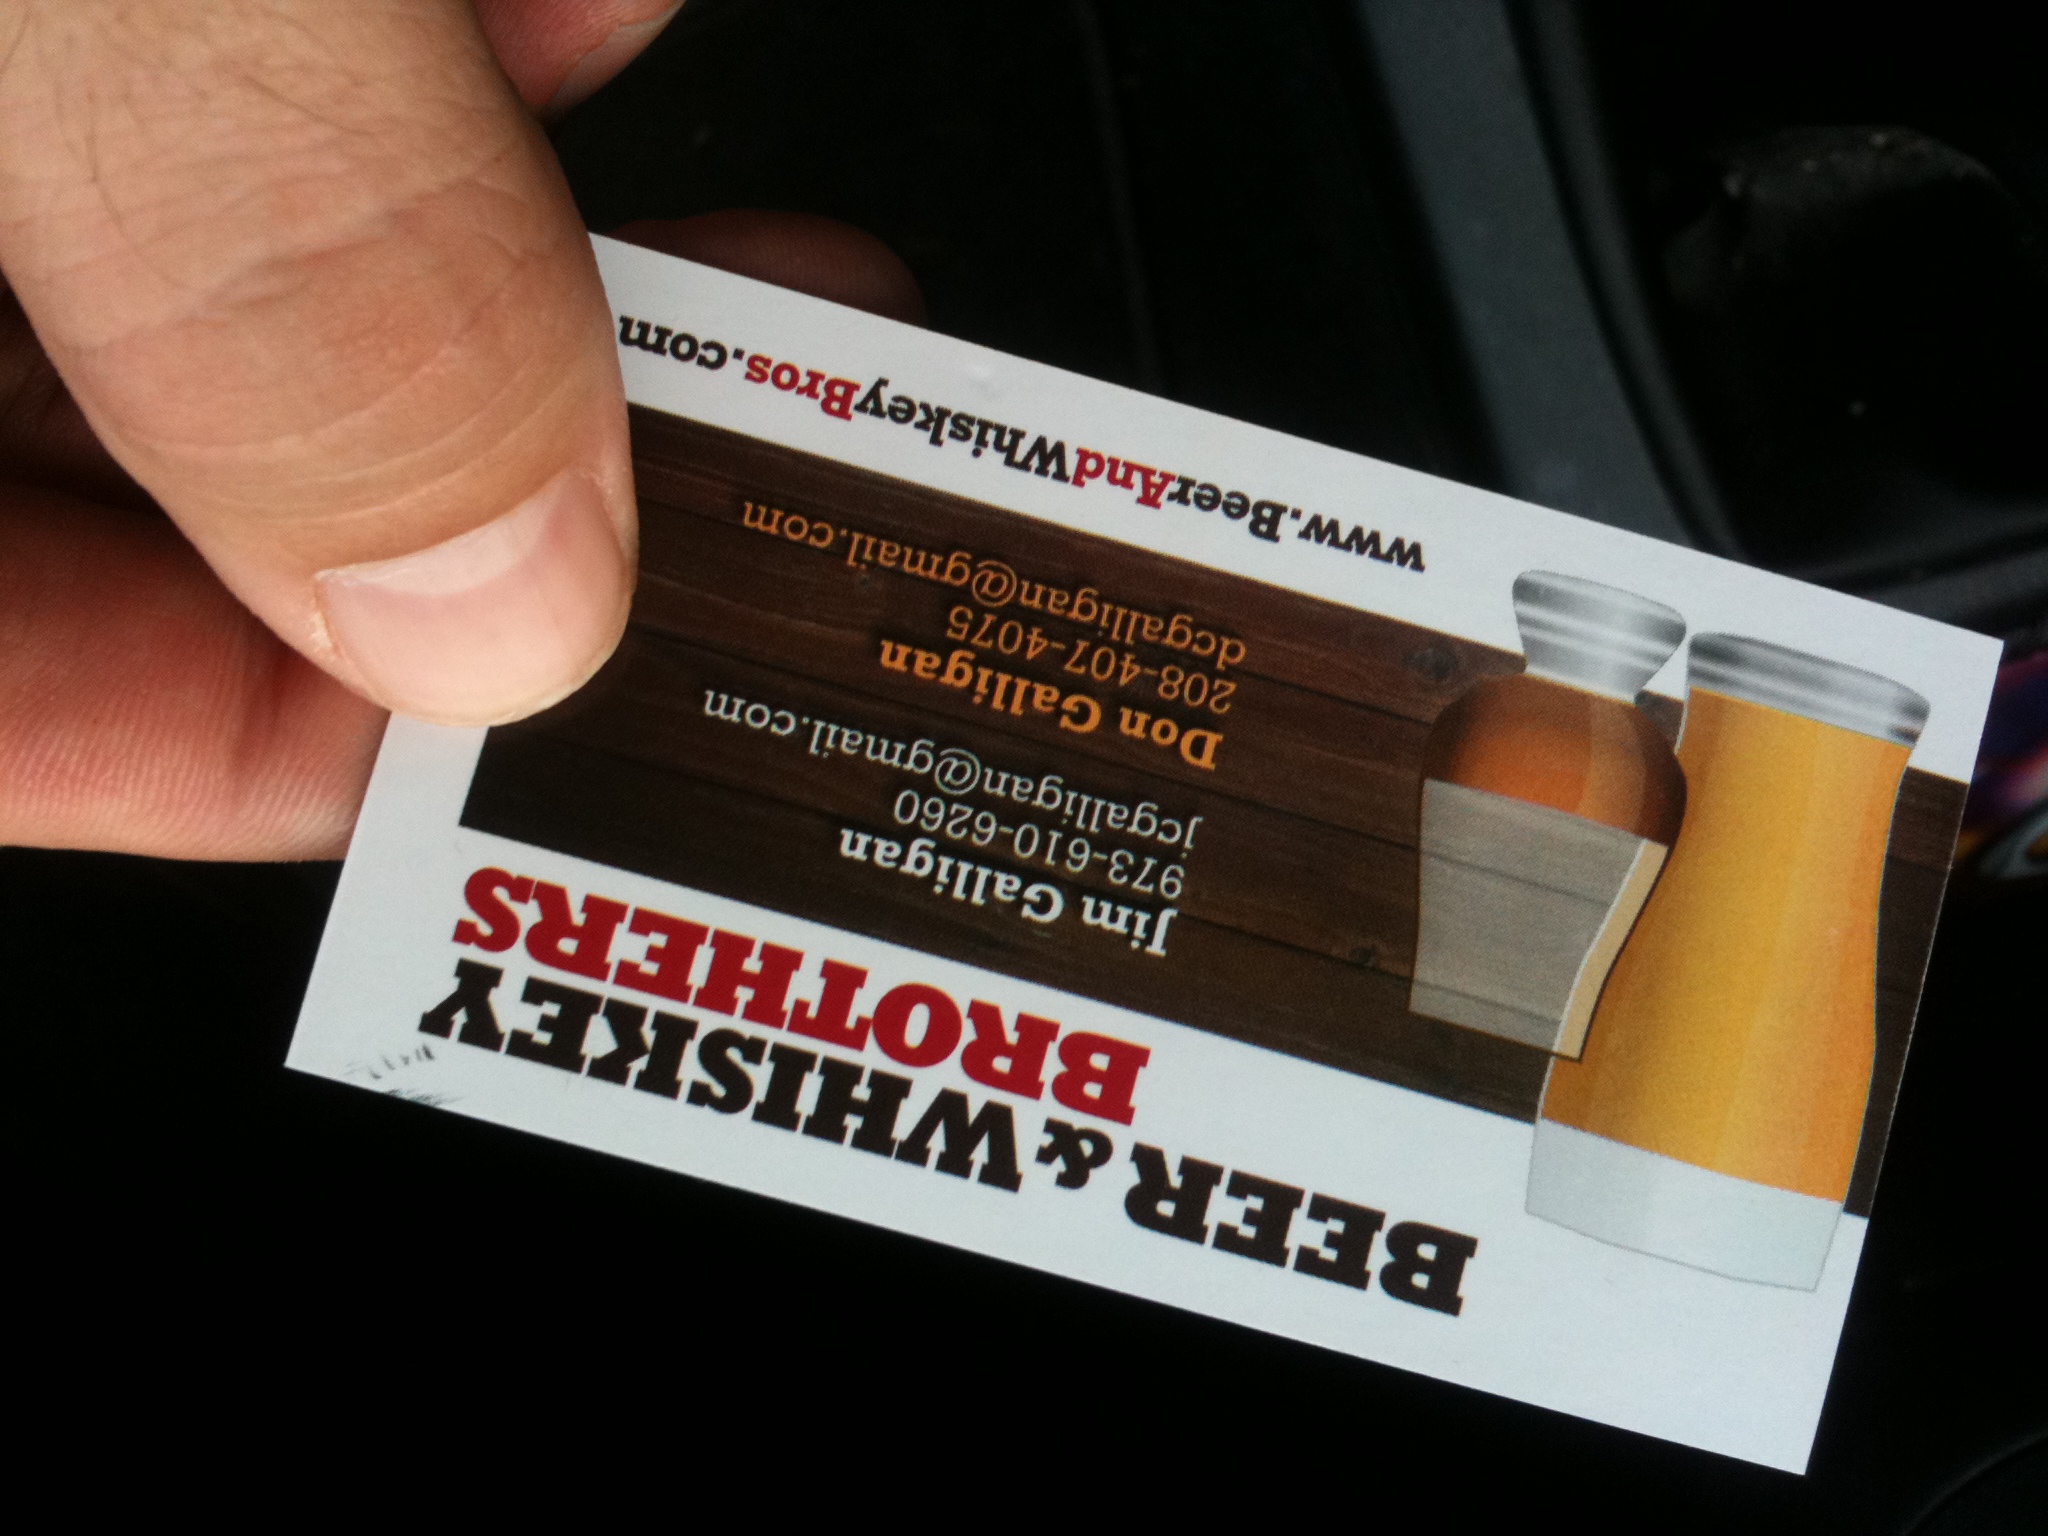 BEER & WHISKEY
BROTHERS
Jim Galligan
973-610-6260
jcgalligan@gmail.com
Don Galligan
208-407-4075
dcgalligan@gmail.com
www.BeerAndWhiskeyBros.com